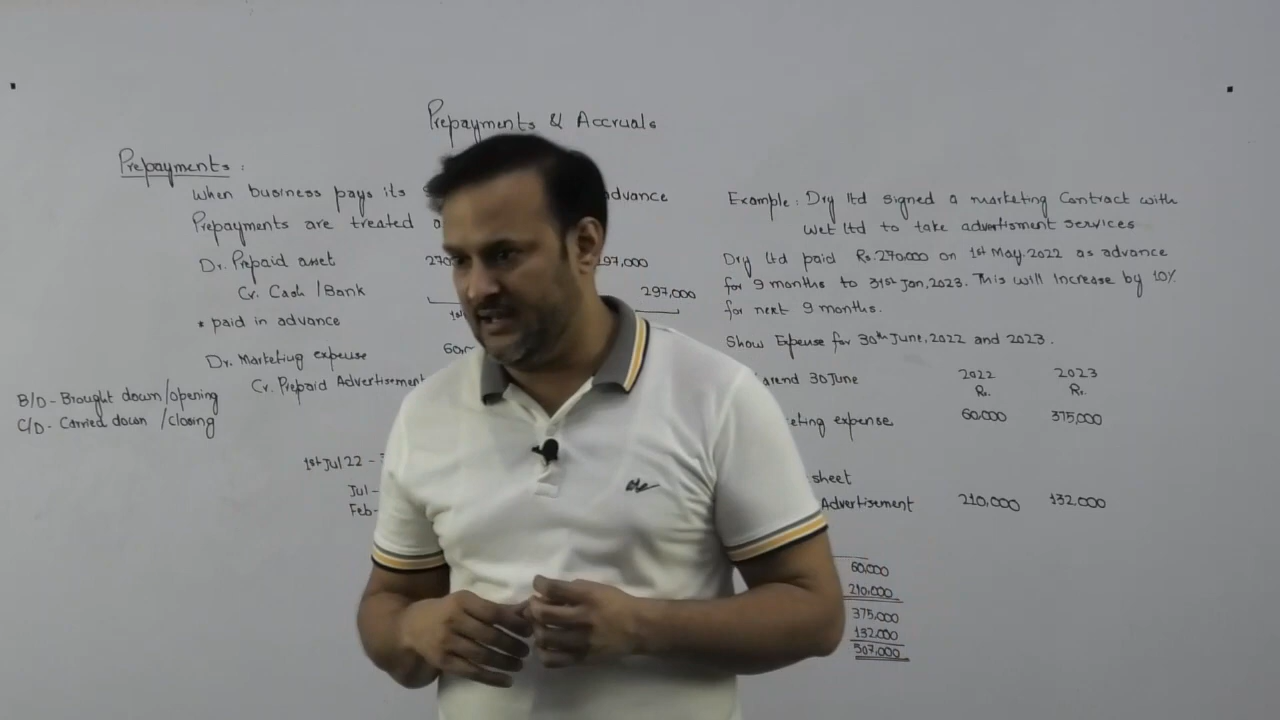 Prepayments & Accruals
Prepayments:
when business pays its advance
Prepayments are treated
Dr. Prepaid asset 297,000
Cr. Cash / Bank 297,000
* paid in advance
Dr. Marketing expense
Cr. Prepaid Advertisement
B/D - Brought down/opening
C/D - Carried down /closing
1st Jul 22 -
Jul -
Feb -
Example: Dry ltd signed a marketing Contract with
Wet ltd to take advertisment services
Dry Ltd paid Rs.270,000 on 1st May.2022 as advance
for 9 months to 31st Jan,2023. This will increase by 10%
for next 9 months.
Show Expense for 30th June,2022 and 2023.
30 June 2022 2023
Rs. Rs.
expense 60,000 375,000
sheet
Advertisement 210,000 132,000
60,000
210,000
375,000
132,000
507,000